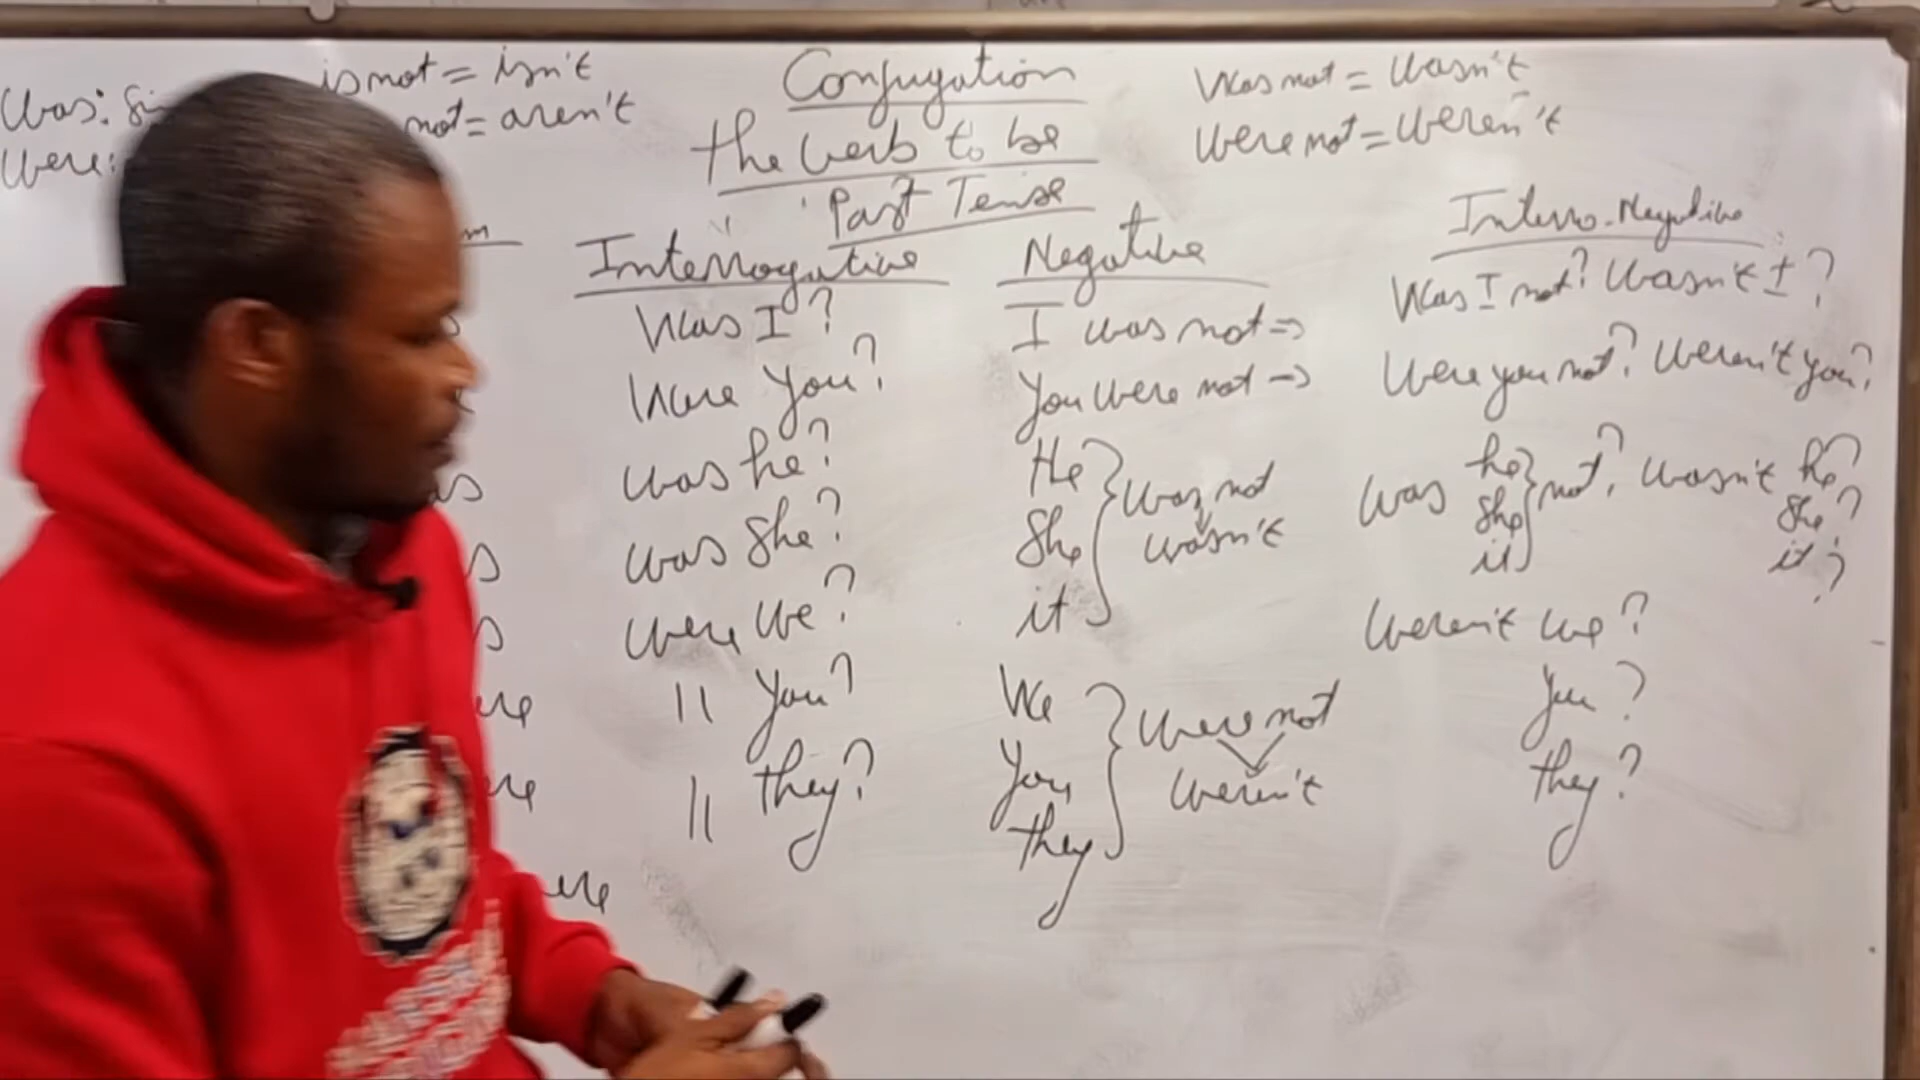 Was:
Were:
is not = isn't
not = aren't
Conjugation
the verb to be
Past Tense
Was not = Wasn't
Were not = Weren't
Interrogative
Was I?
Were you?
Was he?
Was she?
Were we?
" you?
" they?
Negative
I was not ⇒
You were not →
He
She
it
was not
wasn't
We
You
they
were not
weren't
Interro-Negative
Was I not? Wasn't I?
Were you not? Weren't you?
Was he not? Wasn't he?
she she?
it it?
Weren't we?
you?
they?